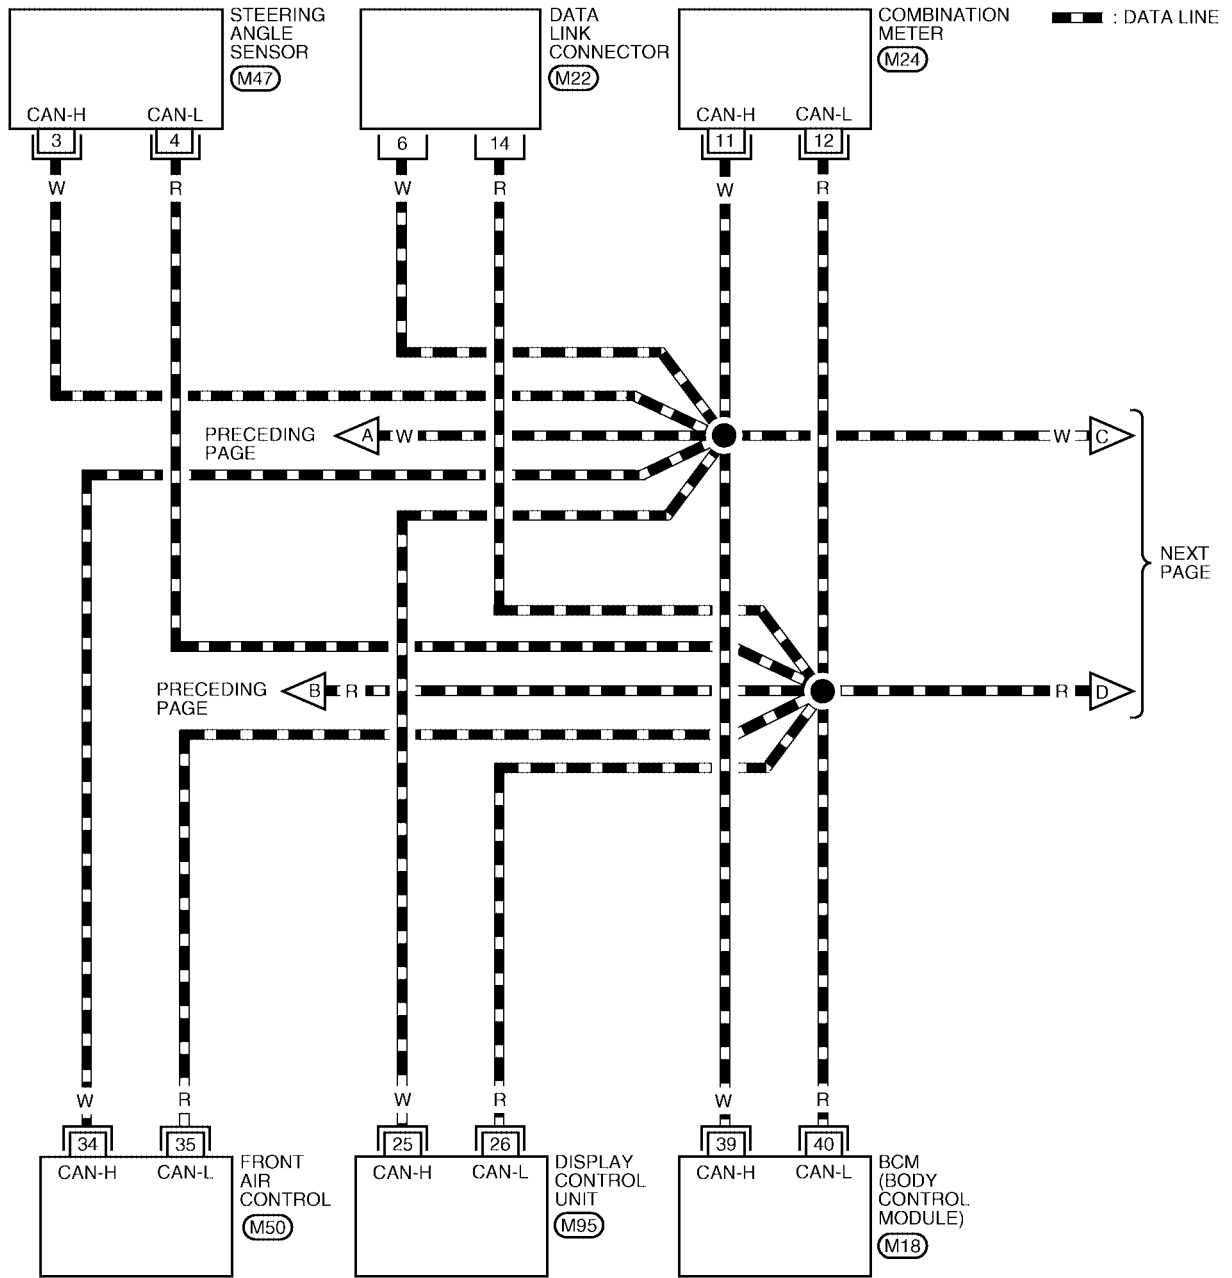 STEERING
ANGLE
SENSOR
M47
DATA
LINK
CONNECTOR
M22
COMBINATION
METER
M24
: DATA LINE
CAN-H
CAN-L
CAN-H
CAN-L
3
4
6
14
11
12
W
R
W
R
W
R
PRECEDING
PAGE
A
W
W
C
NEXT
PAGE
PRECEDING
PAGE
B
R
R
D
W
R
W
R
W
R
34
35
25
26
39
40
CAN-H
CAN-L
CAN-H
CAN-L
CAN-H
CAN-L
FRONT
AIR
CONTROL
M50
DISPLAY
CONTROL
UNIT
M95
BCM
(BODY
CONTROL
MODULE)
M18